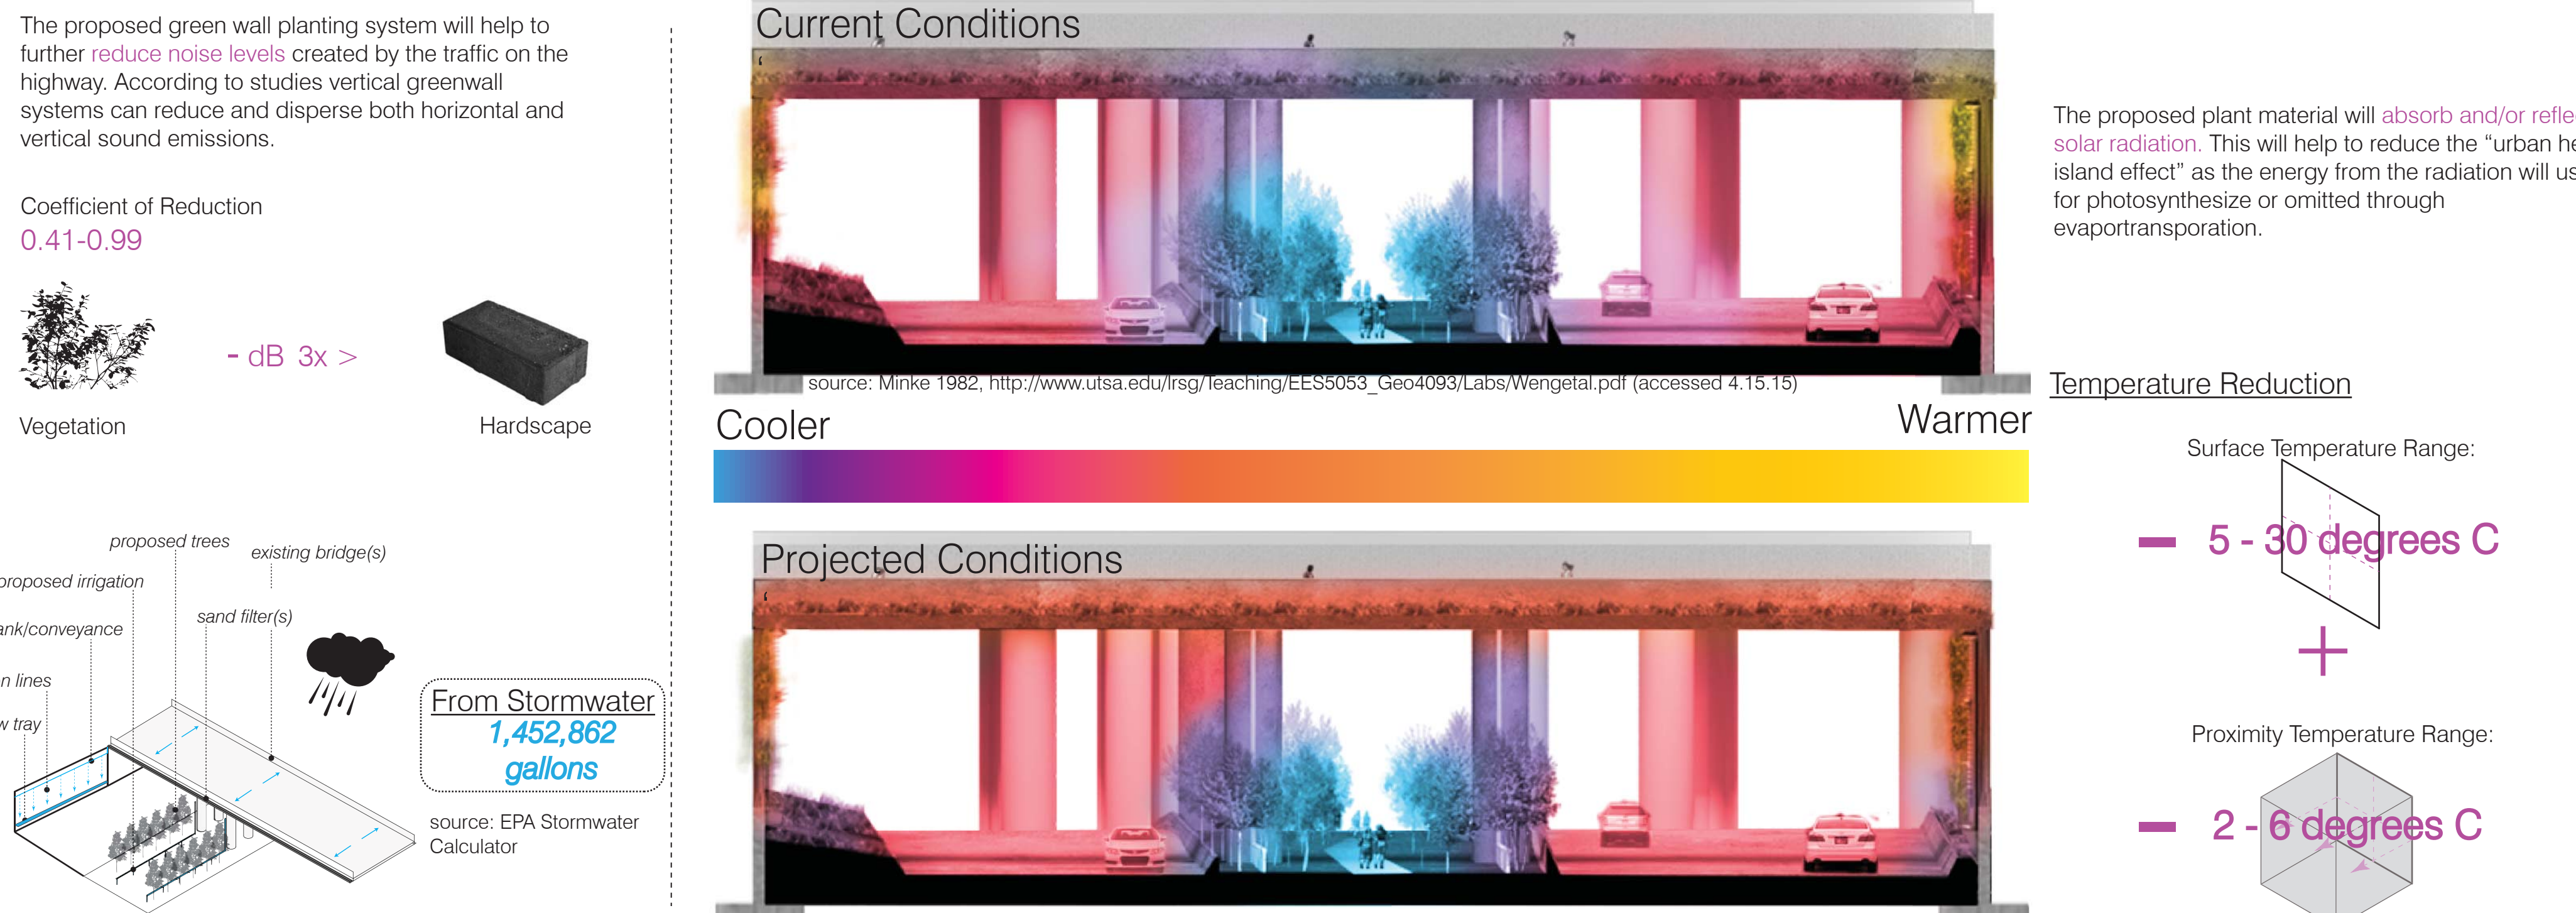 The proposed green wall planting system will help to
further reduce noise levels created by the traffic on the
highway. According to studies vertical greenwall
systems can reduce and disperse both horizontal and
vertical sound emissions.
Coefficient of Reduction
0.41-0.99
- dB 3x >
Vegetation
Hardscape
proposed trees
existing bridge(s)
proposed irrigation
sand filter(s)
ank/conveyance
n lines
w tray
From Stormwater
1,452,862
gallons
source: EPA Stormwater
Calculator
Current Conditions
source: Minke 1982, http://www.utsa.edu/lrsg/Teaching/EES5053_Geo4093/Labs/Wengetal.pdf (accessed 4.15.15)
Cooler
Warmer
Projected Conditions
The proposed plant material will absorb and/or refle
solar radiation. This will help to reduce the “urban he
island effect” as the energy from the radiation will us
for photosynthesize or omitted through
evaportransporation.
Temperature Reduction
Surface Temperature Range:
- 5 - 30 degrees C
+
Proximity Temperature Range:
- 2 - 6 degrees C